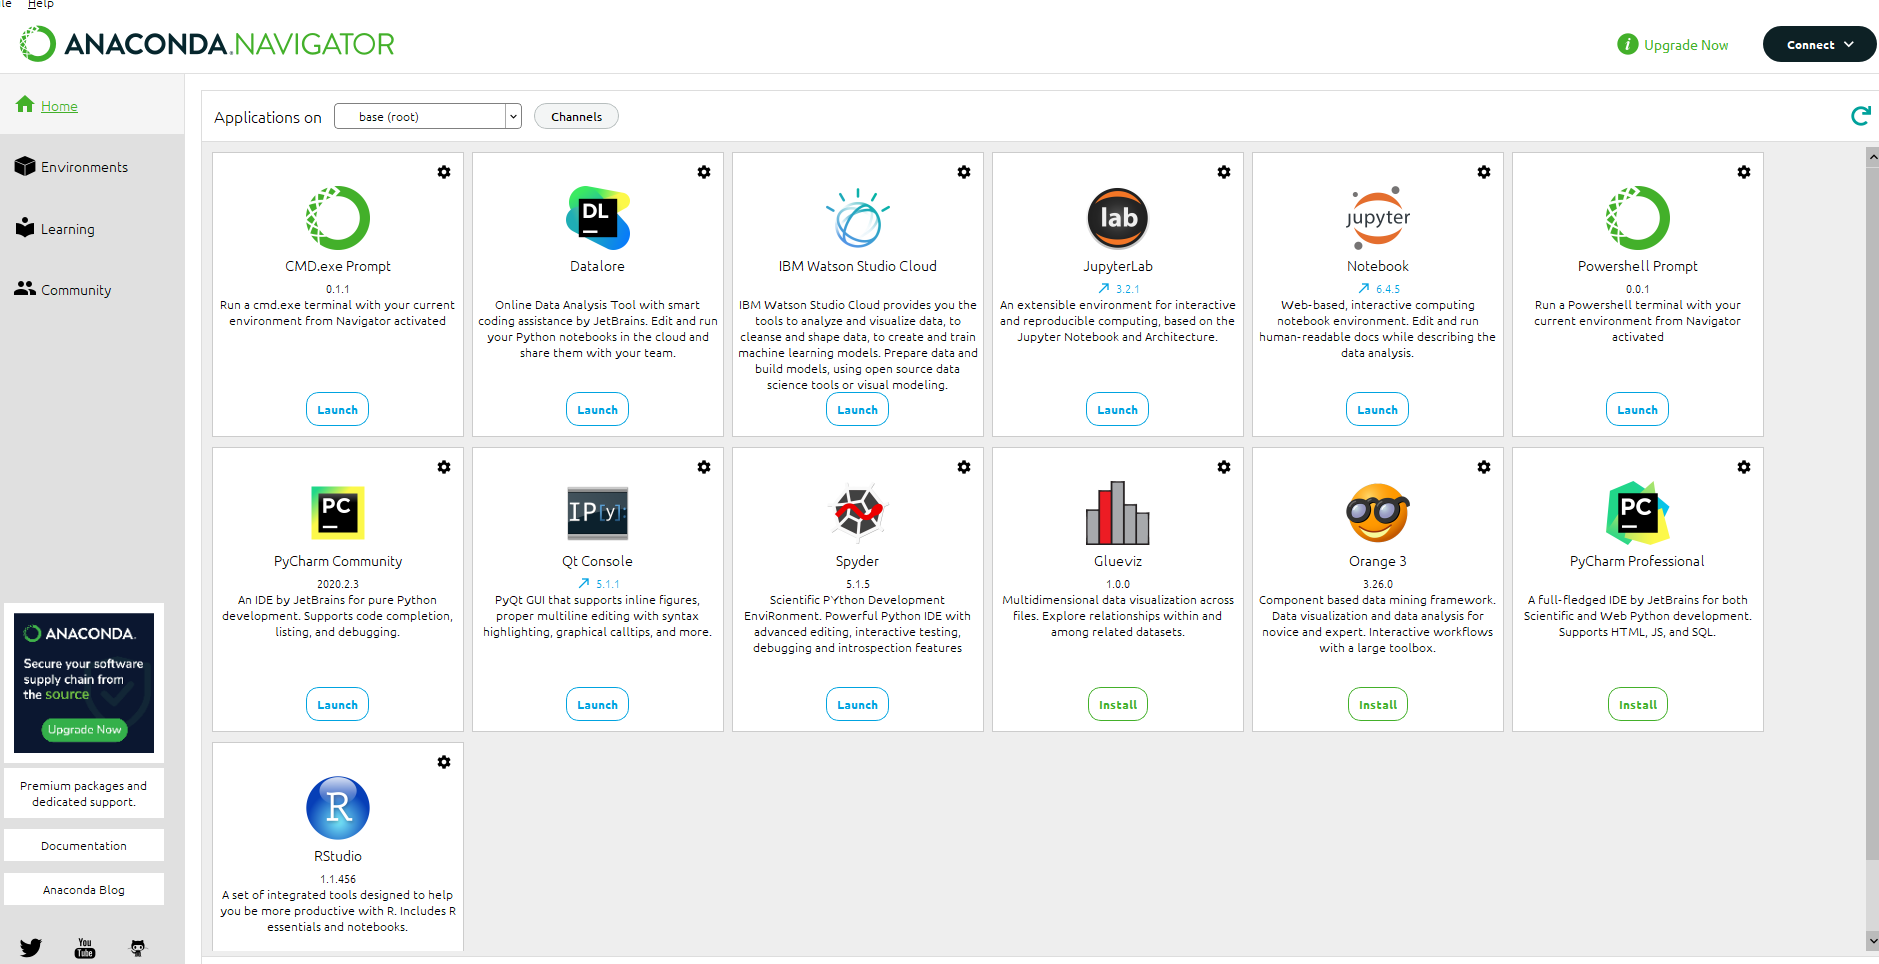 le Help
ANACONDA.NAVIGATOR
i Upgrade Now
Connect
Home
Environments
Learning
Community
Applications on
base (root)
Channels
CMD.exe Prompt
0.1.1
Run a cmd.exe terminal with your current
environment from Navigator activated
Launch
DL
Datalore
Online Data Analysis Tool with smart
coding assistance by JetBrains. Edit and run
your Python notebooks in the cloud and
share them with your team.
Launch
IBM Watson Studio Cloud
IBM Watson Studio Cloud provides you the
tools to analyze and visualize data, to
cleanse and shape data, to create and train
machine learning models. Prepare data and
build models, using open source data
science tools or visual modeling.
Launch
lab
JupyterLab
3.2.1
An extensible environment for interactive
and reproducible computing, based on the
Jupyter Notebook and Architecture.
Launch
jupyter
Notebook
6.4.5
Web-based, interactive computing
notebook environment. Edit and run
human-readable docs while describing the
data analysis.
Launch
Powershell Prompt
0.0.1
Run a Powershell terminal with your
current environment from Navigator
activated
Launch
PC
PyCharm Community
2020.2.3
An IDE by JetBrains for pure Python
development. Supports code completion,
listing, and debugging.
Launch
IP[y]:
Qt Console
5.1.1
PyQt GUI that supports inline figures,
proper multiline editing with syntax
highlighting, graphical calltips, and more.
Launch
Spyder
5.1.5
Scientific PYthon Development
EnviRonment. Powerful Python IDE with
advanced editing, interactive testing,
debugging and introspection features
Launch
Glueviz
1.0.0
Multidimensional data visualization across
files. Explore relationships within and
among related datasets.
Install
Orange 3
3.26.0
Component based data mining framework.
Data visualization and data analysis for
novice and expert. Interactive workflows
with a large toolbox.
Install
PC
PyCharm Professional
A full-fledged IDE by JetBrains for both
Scientific and Web Python development.
Supports HTML, JS, and SQL.
Install
R
RStudio
1.1.456
A set of integrated tools designed to help
you be more productive with R. Includes R
essentials and notebooks.
ANACONDA.
Secure your software
supply chain from
the source
Upgrade Now
Premium packages and
dedicated support.
Documentation
Anaconda Blog
You
Tube